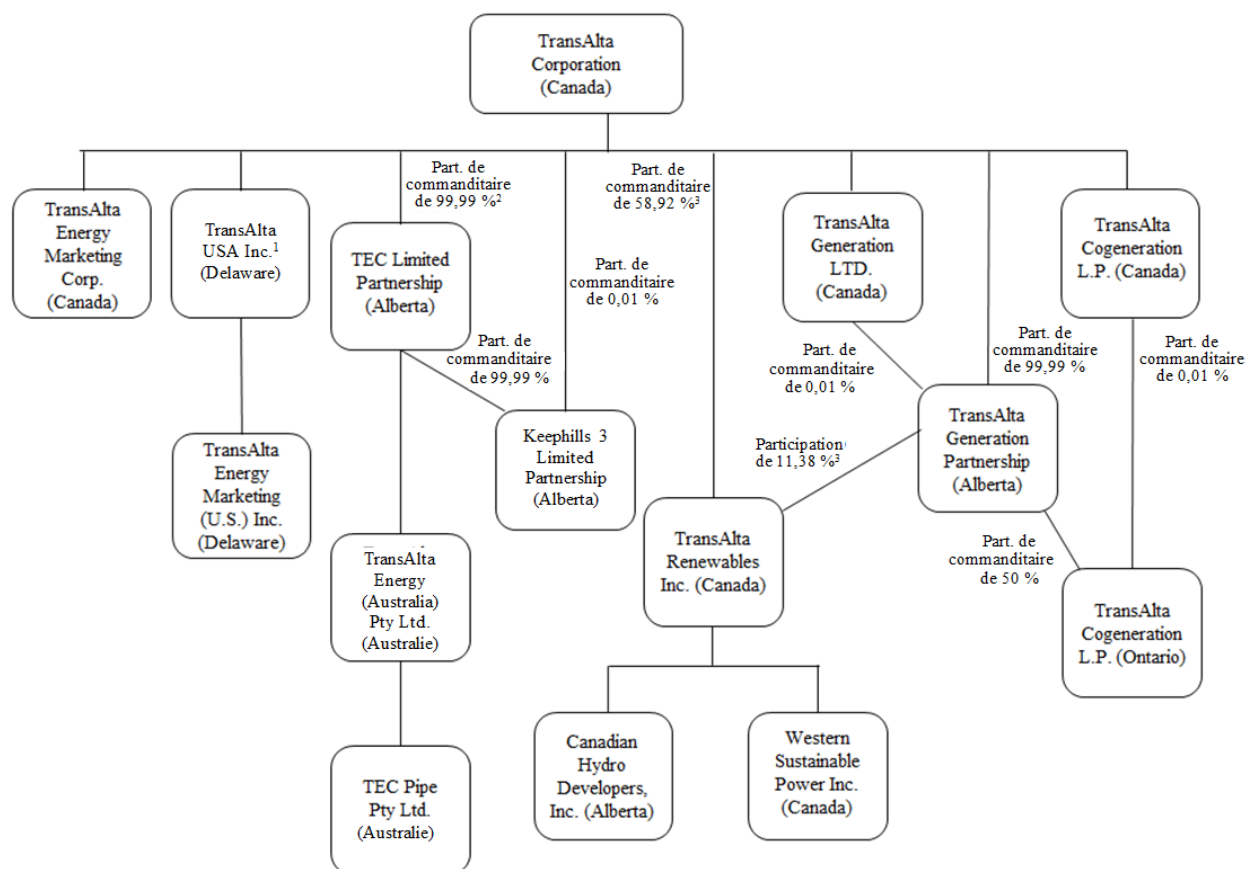 TransAlta
Corporation
(Canada)
Part. de
commanditaire
de 99,99 %²
Part. de
commanditaire
de 58,92 %³
TransAlta
Energy
Marketing
Corp.
(Canada)
TransAlta
USA Inc.¹
(Delaware)
TEC Limited
Partnership
(Alberta)
Part. de
commanditaire
de 0,01 %
TransAlta
Generation
LTD.
(Canada)
TransAlta
Cogeneration
L.P. (Canada)
Part. de
commanditaire
de 99,99 %
Part. de
commanditaire
de 0,01 %
Part. de
commanditaire
de 99,99 %
Part. de
commanditaire
de 0,01 %
TransAlta
Energy
Marketing
(U.S.) Inc.
(Delaware)
Keephills 3
Limited
Partnership
(Alberta)
Participation
de 11,38 %³
TransAlta
Generation
Partnership
(Alberta)
TransAlta
Energy
(Australia)
Pty Ltd.
(Australie)
TransAlta
Renewables
Inc. (Canada)
Part. de
commanditaire
de 50 %
TransAlta
Cogeneration
L.P. (Ontario)
TEC Pipe
Pty Ltd.
(Australie)
Canadian
Hydro
Developers,
Inc. (Alberta)
Western
Sustainable
Power Inc.
(Canada)